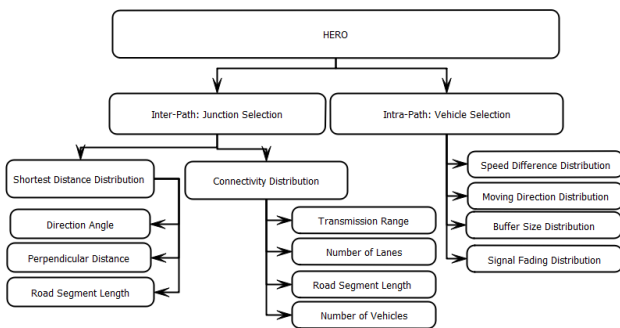 HERO
Inter-Path: Junction Selection
Intra-Path: Vehicle Selection
Shortest Distance Distribution
Direction Angle
Perpendicular Distance
Road Segment Length
Connectivity Distribution
Transmission Range
Number of Lanes
Road Segment Length
Number of Vehicles
Speed Difference Distribution
Moving Direction Distribution
Buffer Size Distribution
Signal Fading Distribution